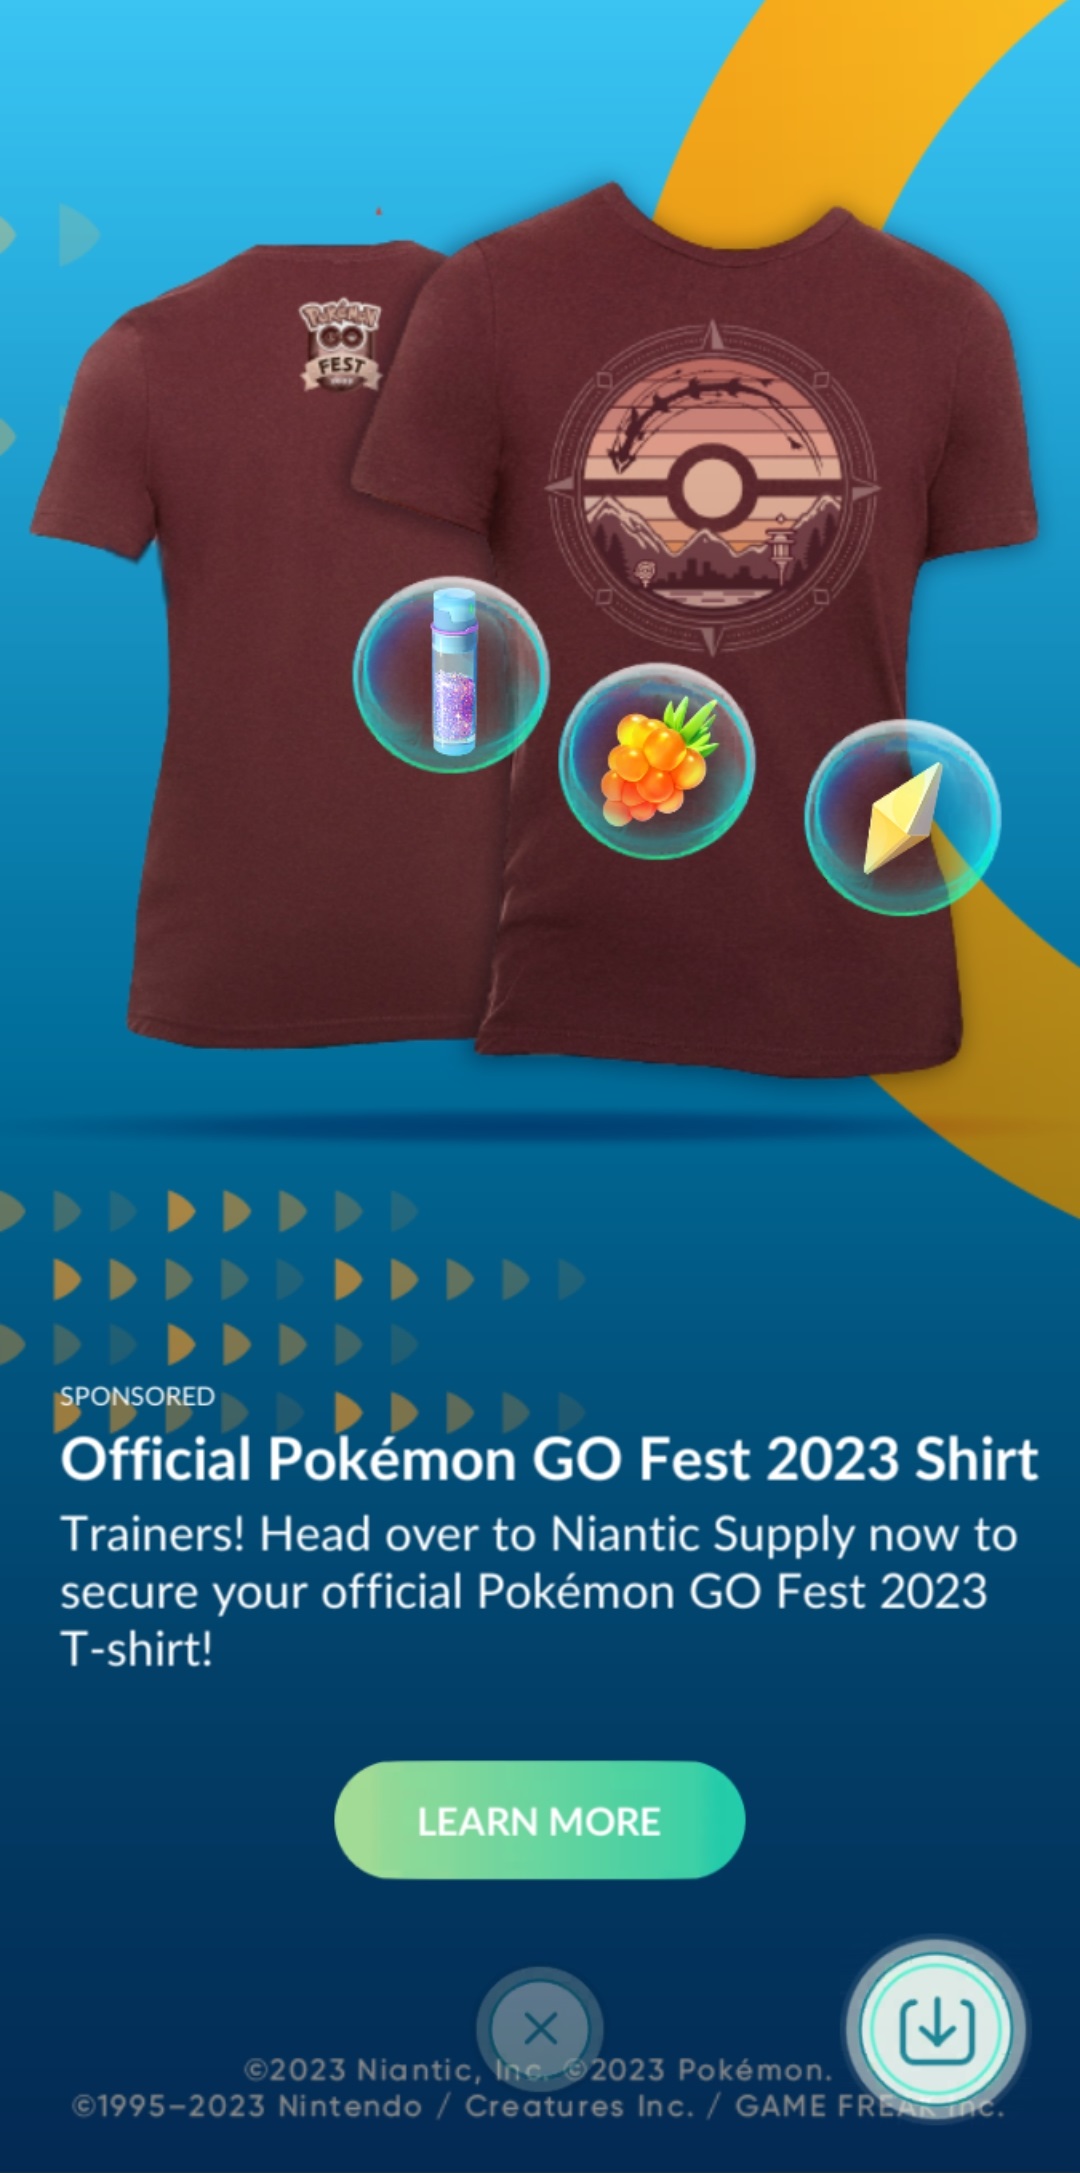 POKÉMON
GO
FEST
SPONSORED
Official Pokémon GO Fest 2023 Shirt
Trainers! Head over to Niantic Supply now to
secure your official Pokémon GO Fest 2023
T-shirt!
LEARN MORE
©2023 Niantic, Inc. ©2023 Pokémon.
©1995–2023 Nintendo / Creatures Inc. / GAME FREAK inc.